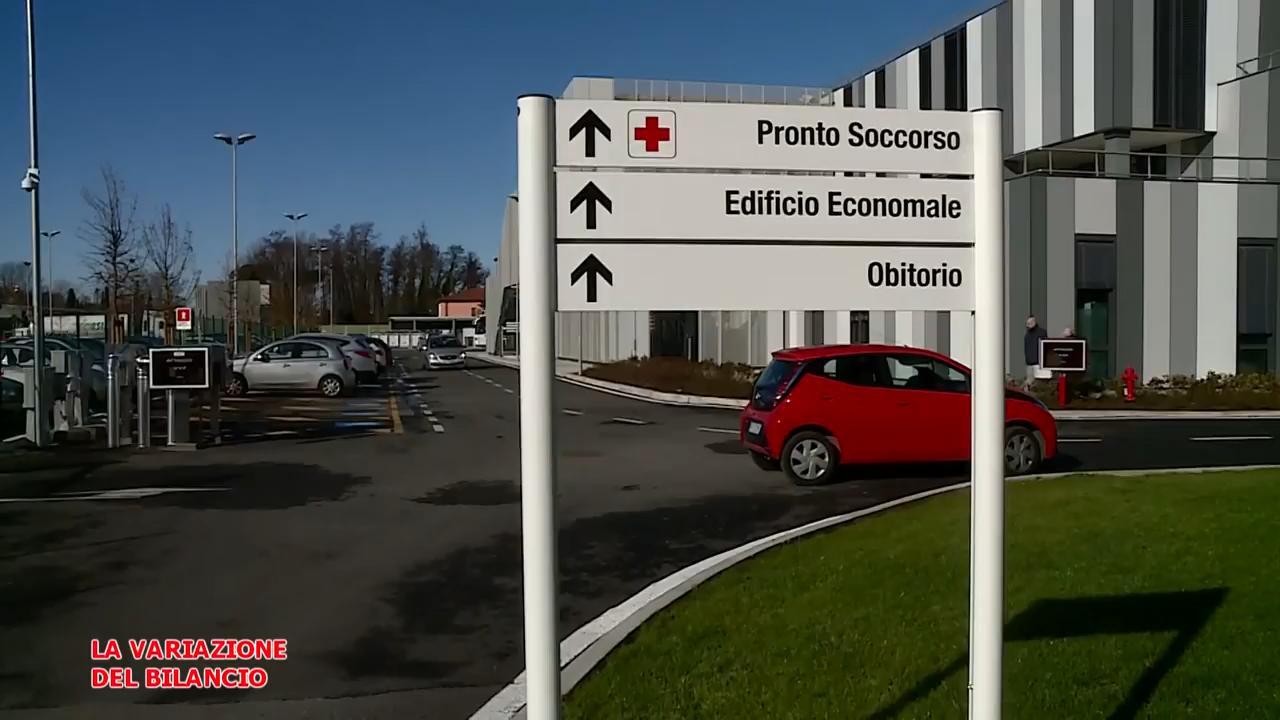 Pronto Soccorso
Edificio Economale
Obitorio
LA VARIAZIONE
DEL BILANCIO